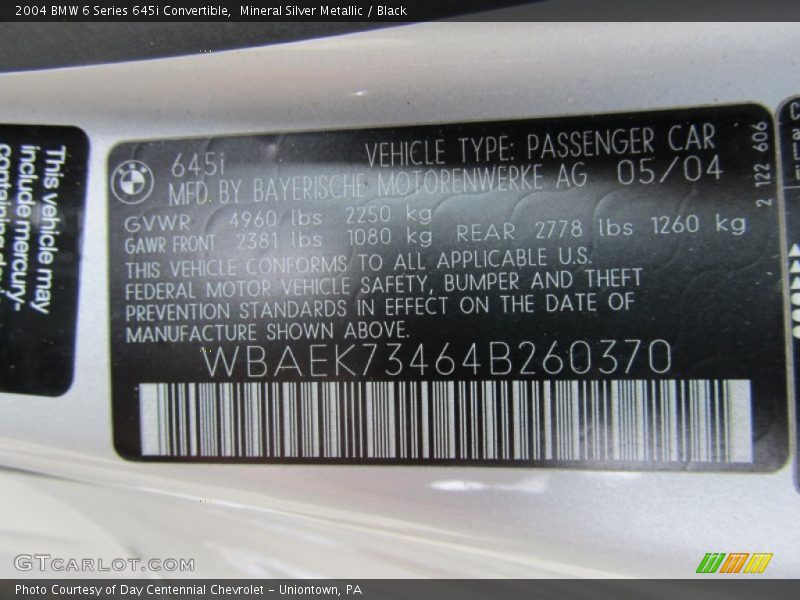 2004 BMW 6 Series 645i Convertible,  Mineral Silver Metallic / Black
This vehicle may
include mercury-
containing
645i VEHICLE TYPE: PASSENGER CAR
MFD. BY BAYERISCHE MOTORENWERKE AG 05/04
GVWR 4960 lbs 2250 kg
GAWR FRONT 2381 lbs 1080 kg REAR 2778 lbs 1260 kg
THIS VEHICLE CONFORMS TO ALL APPLICABLE U.S.
FEDERAL MOTOR VEHICLE SAFETY, BUMPER AND THEFT
PREVENTION STANDARDS IN EFFECT ON THE DATE OF
MANUFACTURE SHOWN ABOVE.
WBAEK73464B260370
2 122 606
GTCARLOT.COM
Photo Courtesy of Day Centennial Chevrolet - Uniontown, PA